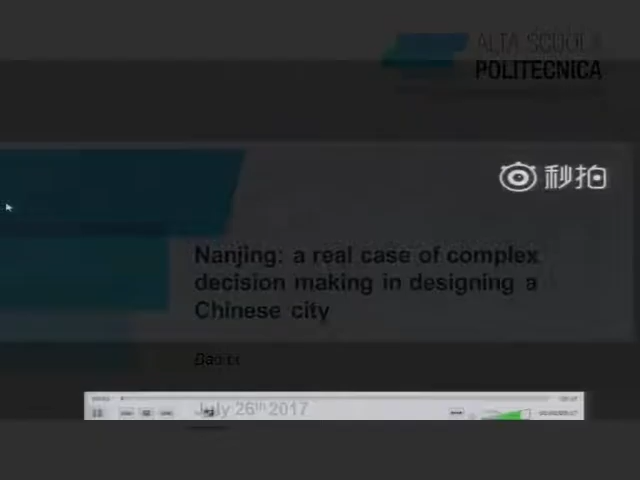 ALTA SCUOLA
POLITECNICA
秒拍
Nanjing: a real case of complex
decision making in designing a
Chinese city
July 26th 2017